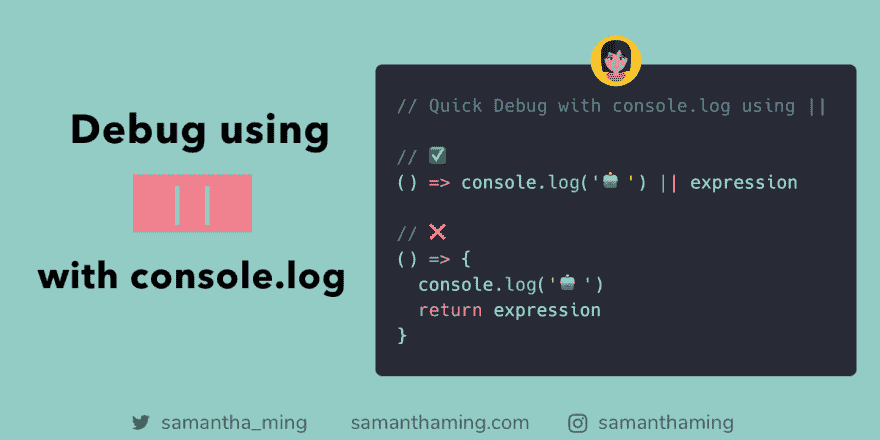 Debug using
||
with console.log
// Quick Debug with console.log using ||
// ✅
() => console.log('🧁') || expression
// ❌
() => {
  console.log('🧁')
  return expression
}
samantha_ming
samanthaming.com
samanthaming